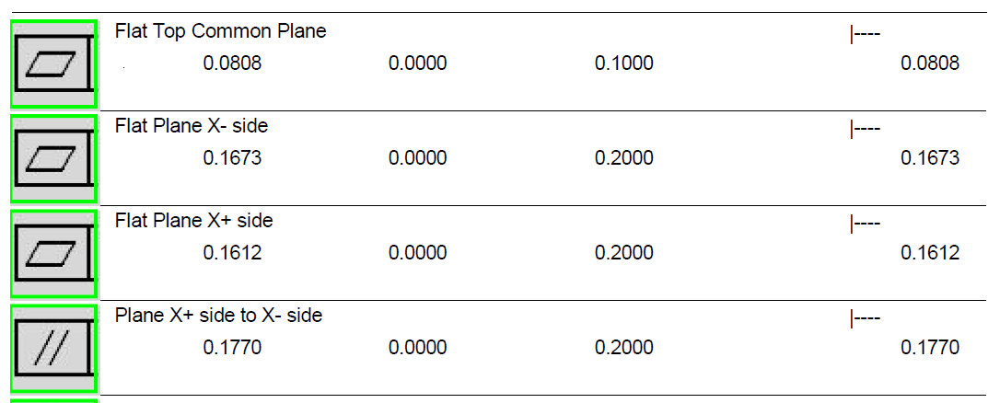 Flat Top Common Plane |----
0.0808 0.0000 0.1000 0.0808
Flat Plane X- side |----
0.1673 0.0000 0.2000 0.1673
Flat Plane X+ side |----
0.1612 0.0000 0.2000 0.1612
Plane X+ side to X- side |----
0.1770 0.0000 0.2000 0.1770